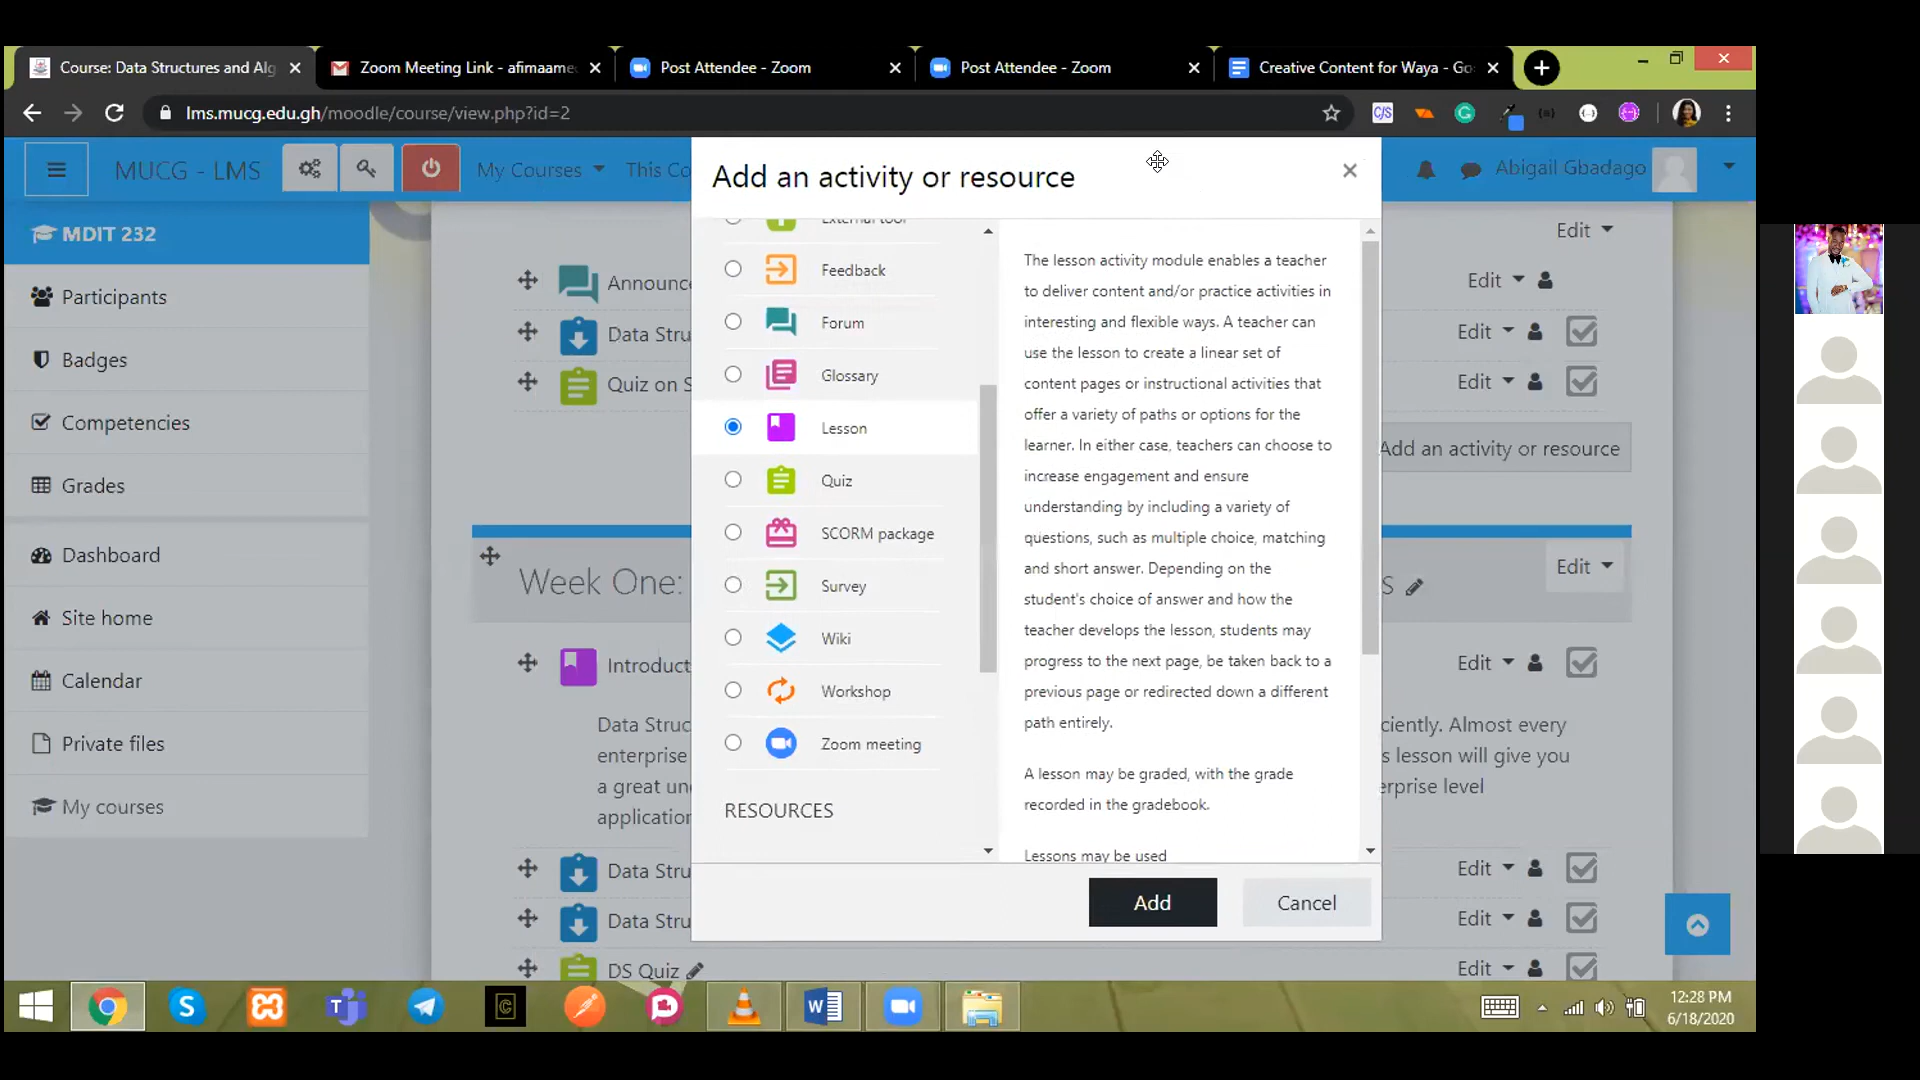 Course: Data Structures and Alg
Zoom Meeting Link - afimaame
Post Attendee - Zoom
Post Attendee - Zoom
Creative Content for Waya - Go
lms.mucg.edu.gh/moodle/course/view.php?id=2
MUCG - LMS
My Courses
This Co
Abigail Gbadago
MDIT 232
Participants
Badges
Competencies
Grades
Dashboard
Site home
Calendar
Private files
My courses
Add an activity or resource
External tool
Feedback
Forum
Glossary
Lesson
Quiz
SCORM package
Survey
Wiki
Workshop
Zoom meeting
RESOURCES
The lesson activity module enables a teacher
to deliver content and/or practice activities in
interesting and flexible ways. A teacher can
use the lesson to create a linear set of
content pages or instructional activities that
offer a variety of paths or options for the
learner. In either case, teachers can choose to
increase engagement and ensure
understanding by including a variety of
questions, such as multiple choice, matching
and short answer. Depending on the
student's choice of answer and how the
teacher develops the lesson, students may
progress to the next page, be taken back to a
previous page or redirected down a different
path entirely.
A lesson may be graded, with the grade
recorded in the gradebook.
Lessons may be used
Add
Cancel
Edit
Announce
Edit
Data Stru
Edit
Quiz on S
Edit
Add an activity or resource
Week One:
S
Edit
Introduct
Edit
Data Struc
ciently. Almost every
enterprise
s lesson will give you
a great un
erprise level
application
Data Stru
Edit
Data Stru
Edit
DS Quiz
Edit
12:28 PM
6/18/2020